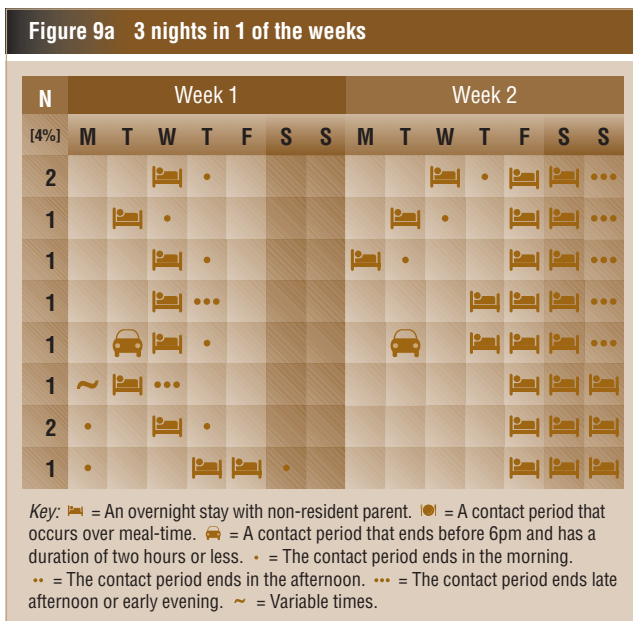 Figure 9a 3 nights in 1 of the weeks
N Week 1 Week 2
[4%] M T W T F S S M T W T F S S
2
1
1
1
1
1 ~
2
1
Key: = An overnight stay with non-resident parent. = A contact period that
occurs over meal-time. = A contact period that ends before 6pm and has a
duration of two hours or less. • = The contact period ends in the morning.
•• = The contact period ends in the afternoon. ••• = The contact period ends late
afternoon or early evening. ~ = Variable times.